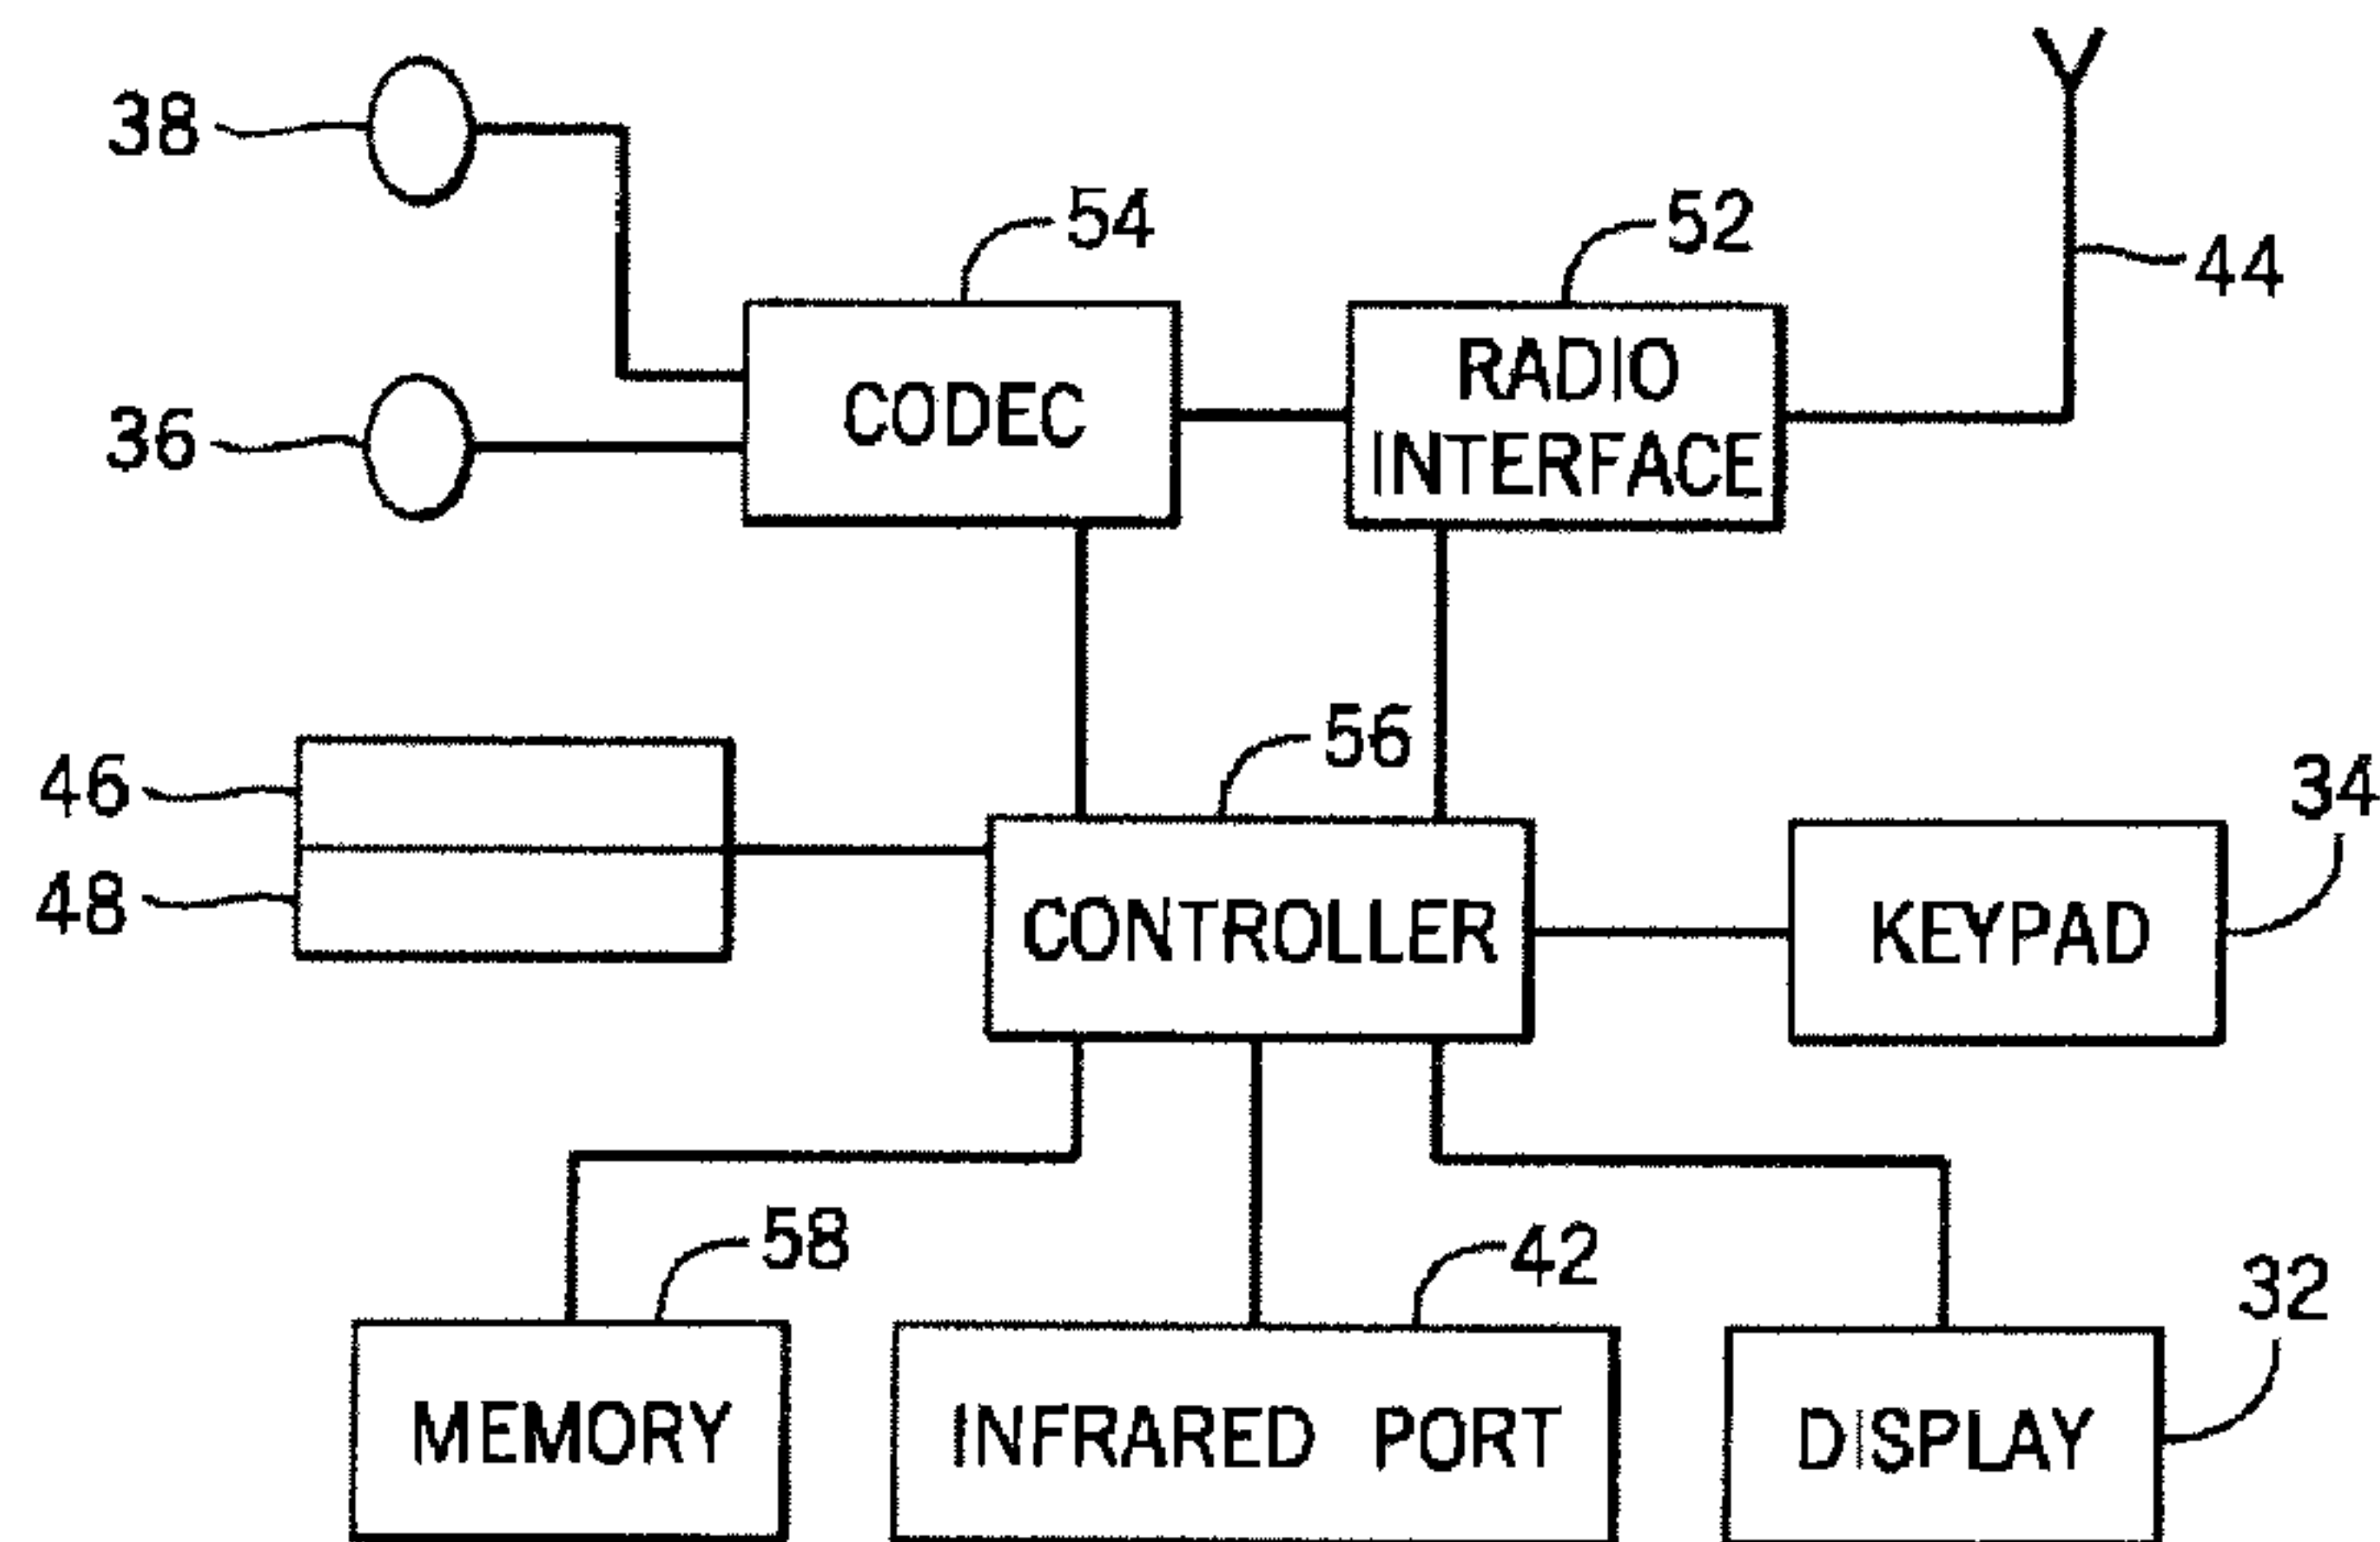 38
54
52
44
CODEC
RADIO
INTERFACE
36
46
48
56
34
CONTROLLER
KEYPAD
58
42
32
MEMORY
INFRARED PORT
DISPLAY